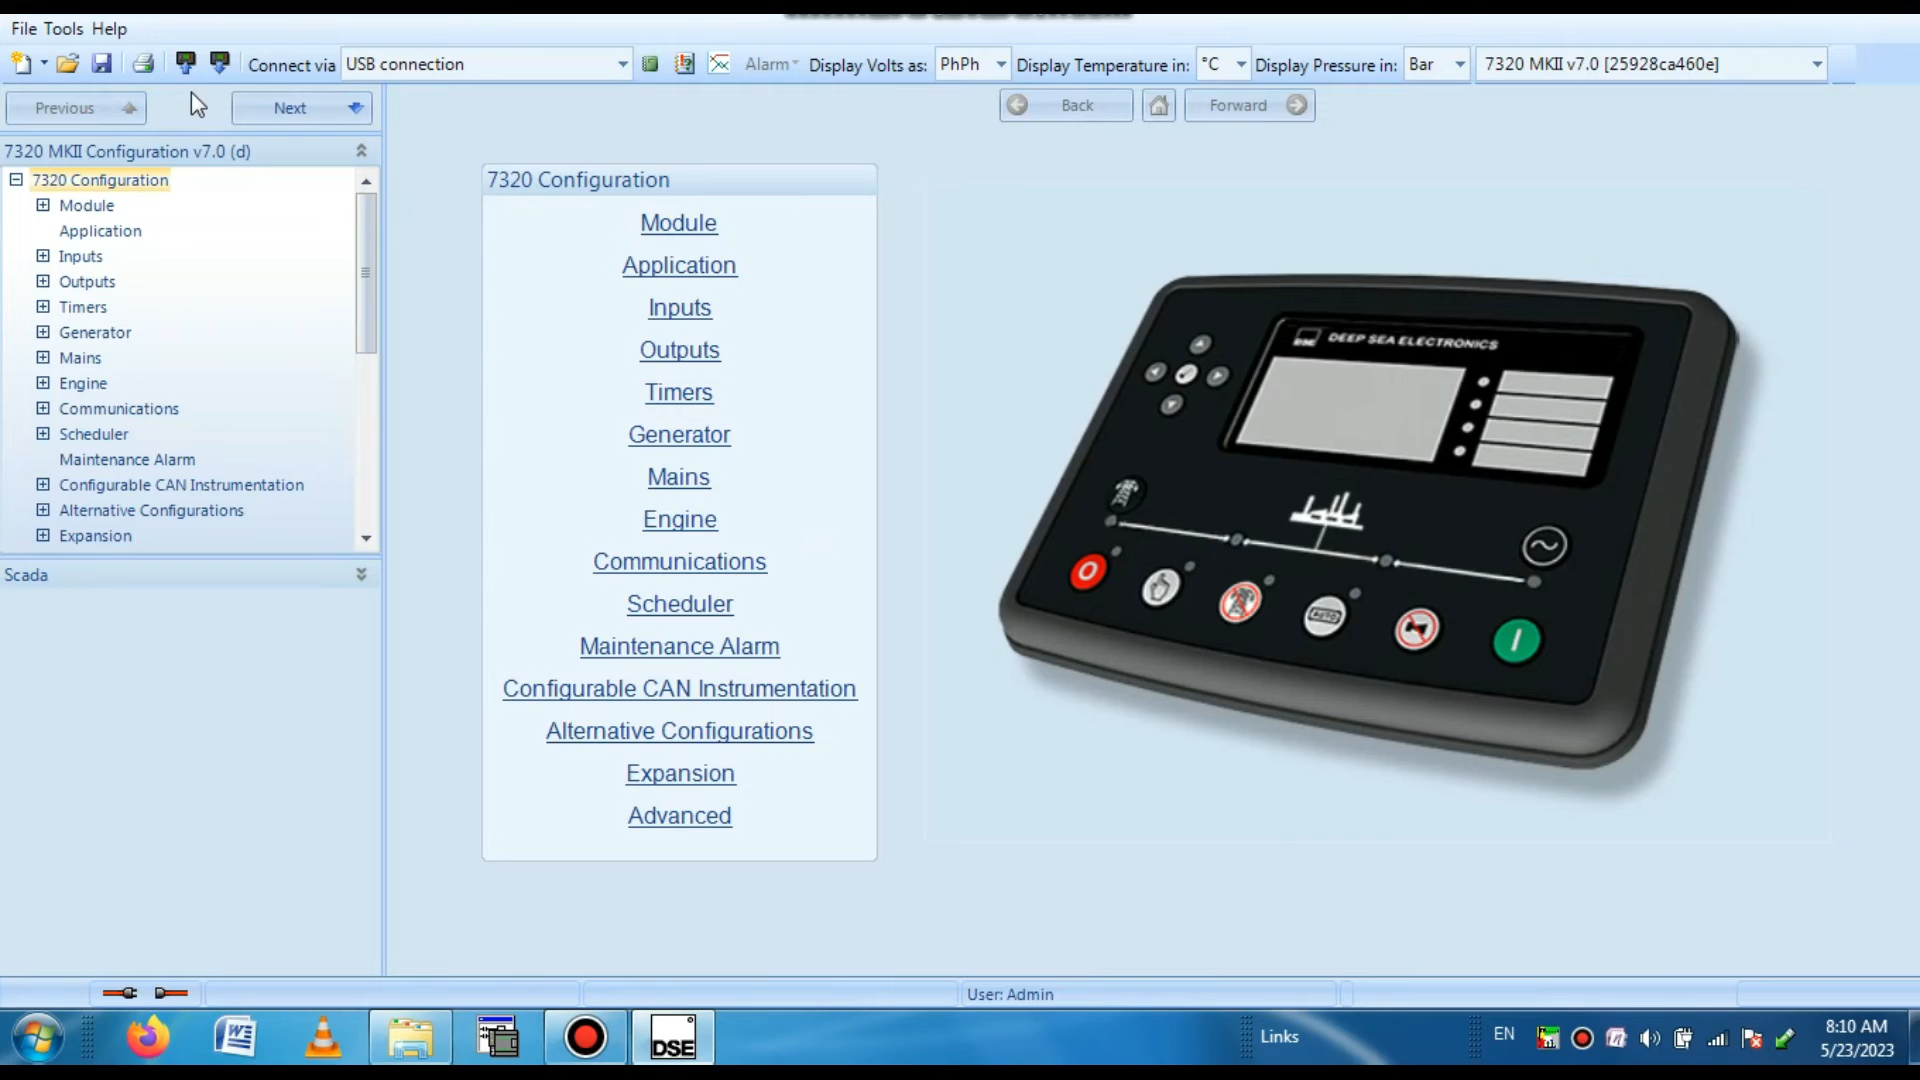 File Tools Help
Connect via USB connection Alarm Display Volts as: PhPh Display Temperature in: °C Display Pressure in: Bar 7320 MKII v7.0 [25928ca460e]
Previous Next
Back Forward
7320 MKII Configuration v7.0 (d)
7320 Configuration
Module
Application
Inputs
Outputs
Timers
Generator
Mains
Engine
Communications
Scheduler
Maintenance Alarm
Configurable CAN Instrumentation
Alternative Configurations
Expansion
Scada
7320 Configuration
Module
Application
Inputs
Outputs
Timers
Generator
Mains
Engine
Communications
Scheduler
Maintenance Alarm
Configurable CAN Instrumentation
Alternative Configurations
Expansion
Advanced
DSE DEEP SEA ELECTRONICS
AUTO
User: Admin
DSE
Links
EN
8:10 AM
5/23/2023